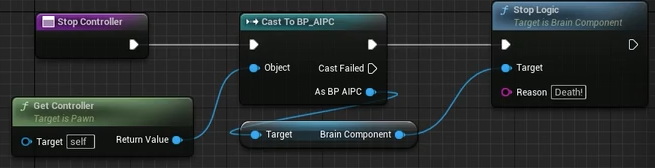 Stop Controller
Cast To BP_AIPC
Object
Cast Failed
As BP AIPC
Stop Logic
Target is Brain Component
Target
Reason Death!
Get Controller
Target is Pawn
Target self
Return Value
Target
Brain Component